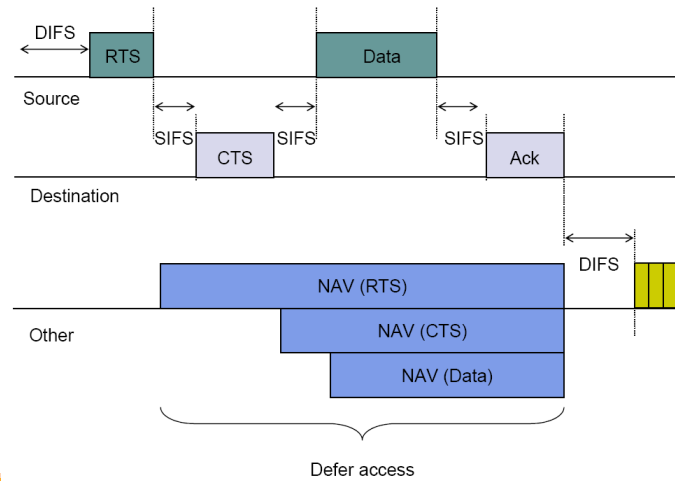 DIFS
RTS
Data
Source
SIFS
SIFS
SIFS
CTS
Ack
Destination
DIFS
NAV (RTS)
Other
NAV (CTS)
NAV (Data)
Defer access